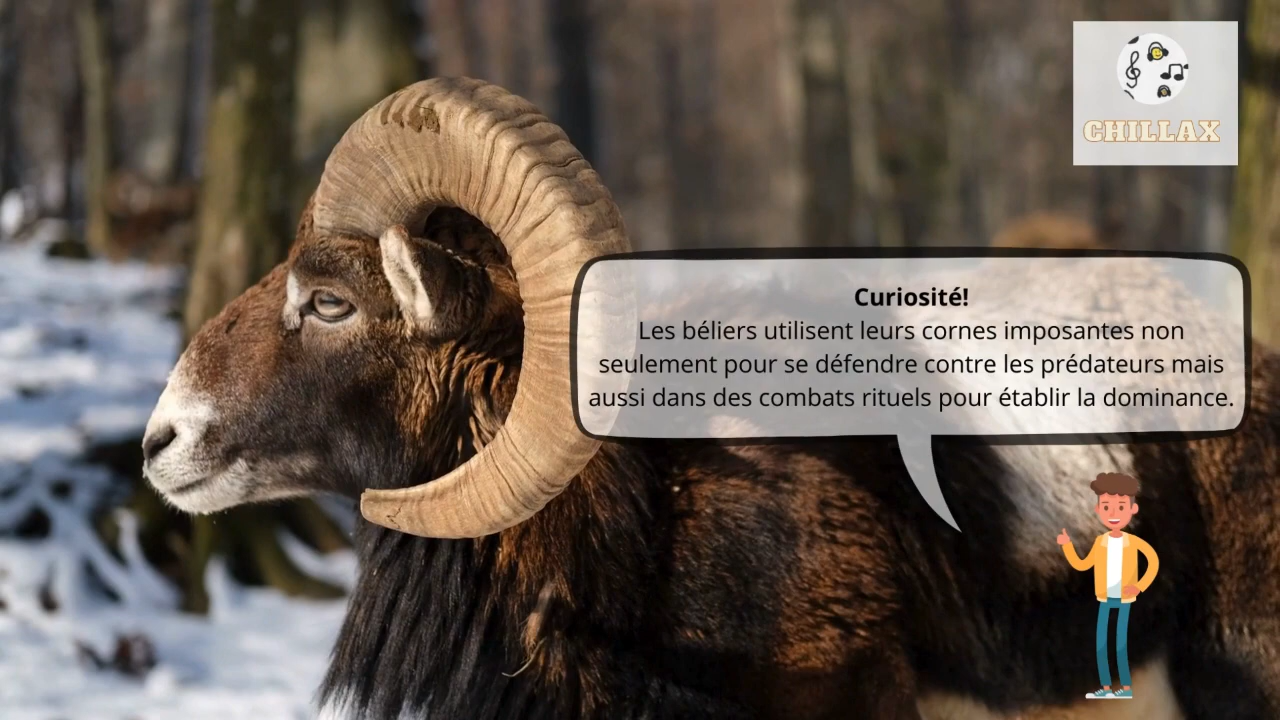 CHILLAX
Curiosité!
Les béliers utilisent leurs cornes imposantes non
seulement pour se défendre contre les prédateurs mais
aussi dans des combats rituels pour établir la dominance.